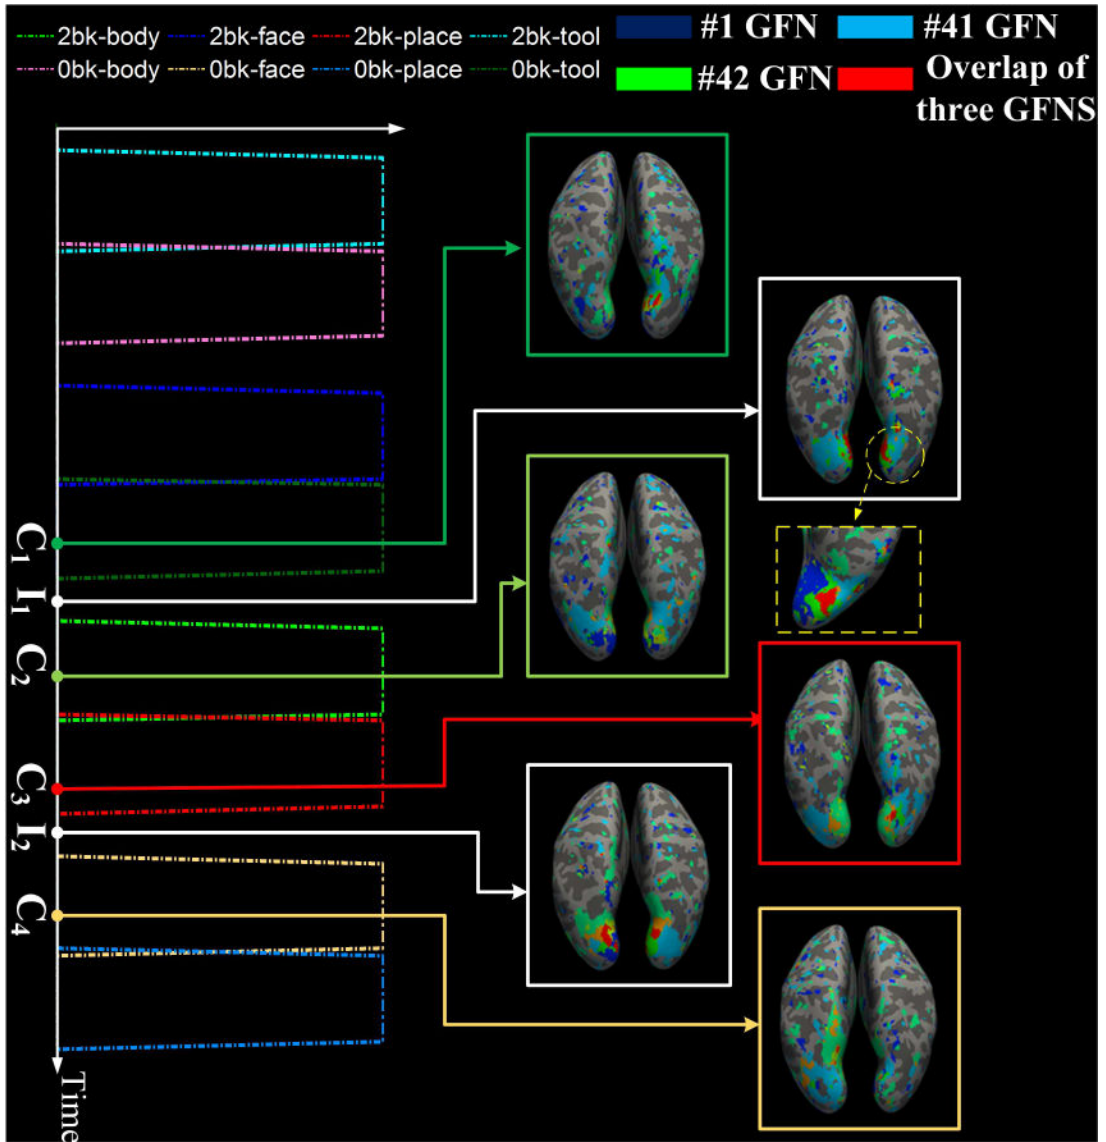 2bk-body 2bk-face 2bk-place 2bk-tool
0bk-body 0bk-face 0bk-place 0bk-tool
#1 GFN #41 GFN
#42 GFN Overlap of
three GFNS
C1
I1
C2
C3
I2
C4
Time